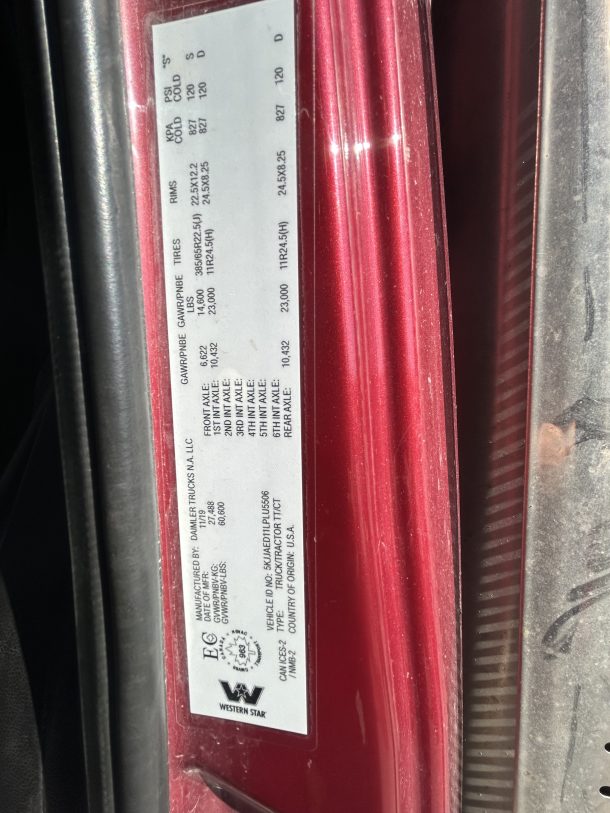 MANUFACTURED BY: DAIMLER TRUCKS N.A. LLC
DATE OF MFR: 11/19
GVWR/PNBV-KG: 27,488
GVWR/PNBV-LBS: 60,600
GAWR/PNBE GAWR/PNBE TIRES RIMS KPA COLD PSI COLD "S"
LBS
FRONT AXLE: 6,622 14,600 385/65R22.5(J) 22.5X12.2 827 120 S
1ST INT AXLE: 10,432 23,000 11R24.5(H) 24.5X8.25 827 120 D
2ND INT AXLE:
3RD INT AXLE:
4TH INT AXLE:
5TH INT AXLE:
6TH INT AXLE:
REAR AXLE: 10,432 23,000 11R24.5(H) 24.5X8.25 827 120 D
EC
CANADA
963
TRANSPORT
VEHICLE ID NO: 5KJJAED11LPLU5506
TYPE: TRUCK/TRACTOR TT/CT
COUNTRY OF ORIGIN: U.S.A.
CAN ICES-2
/ NMB-2
WESTERN STAR